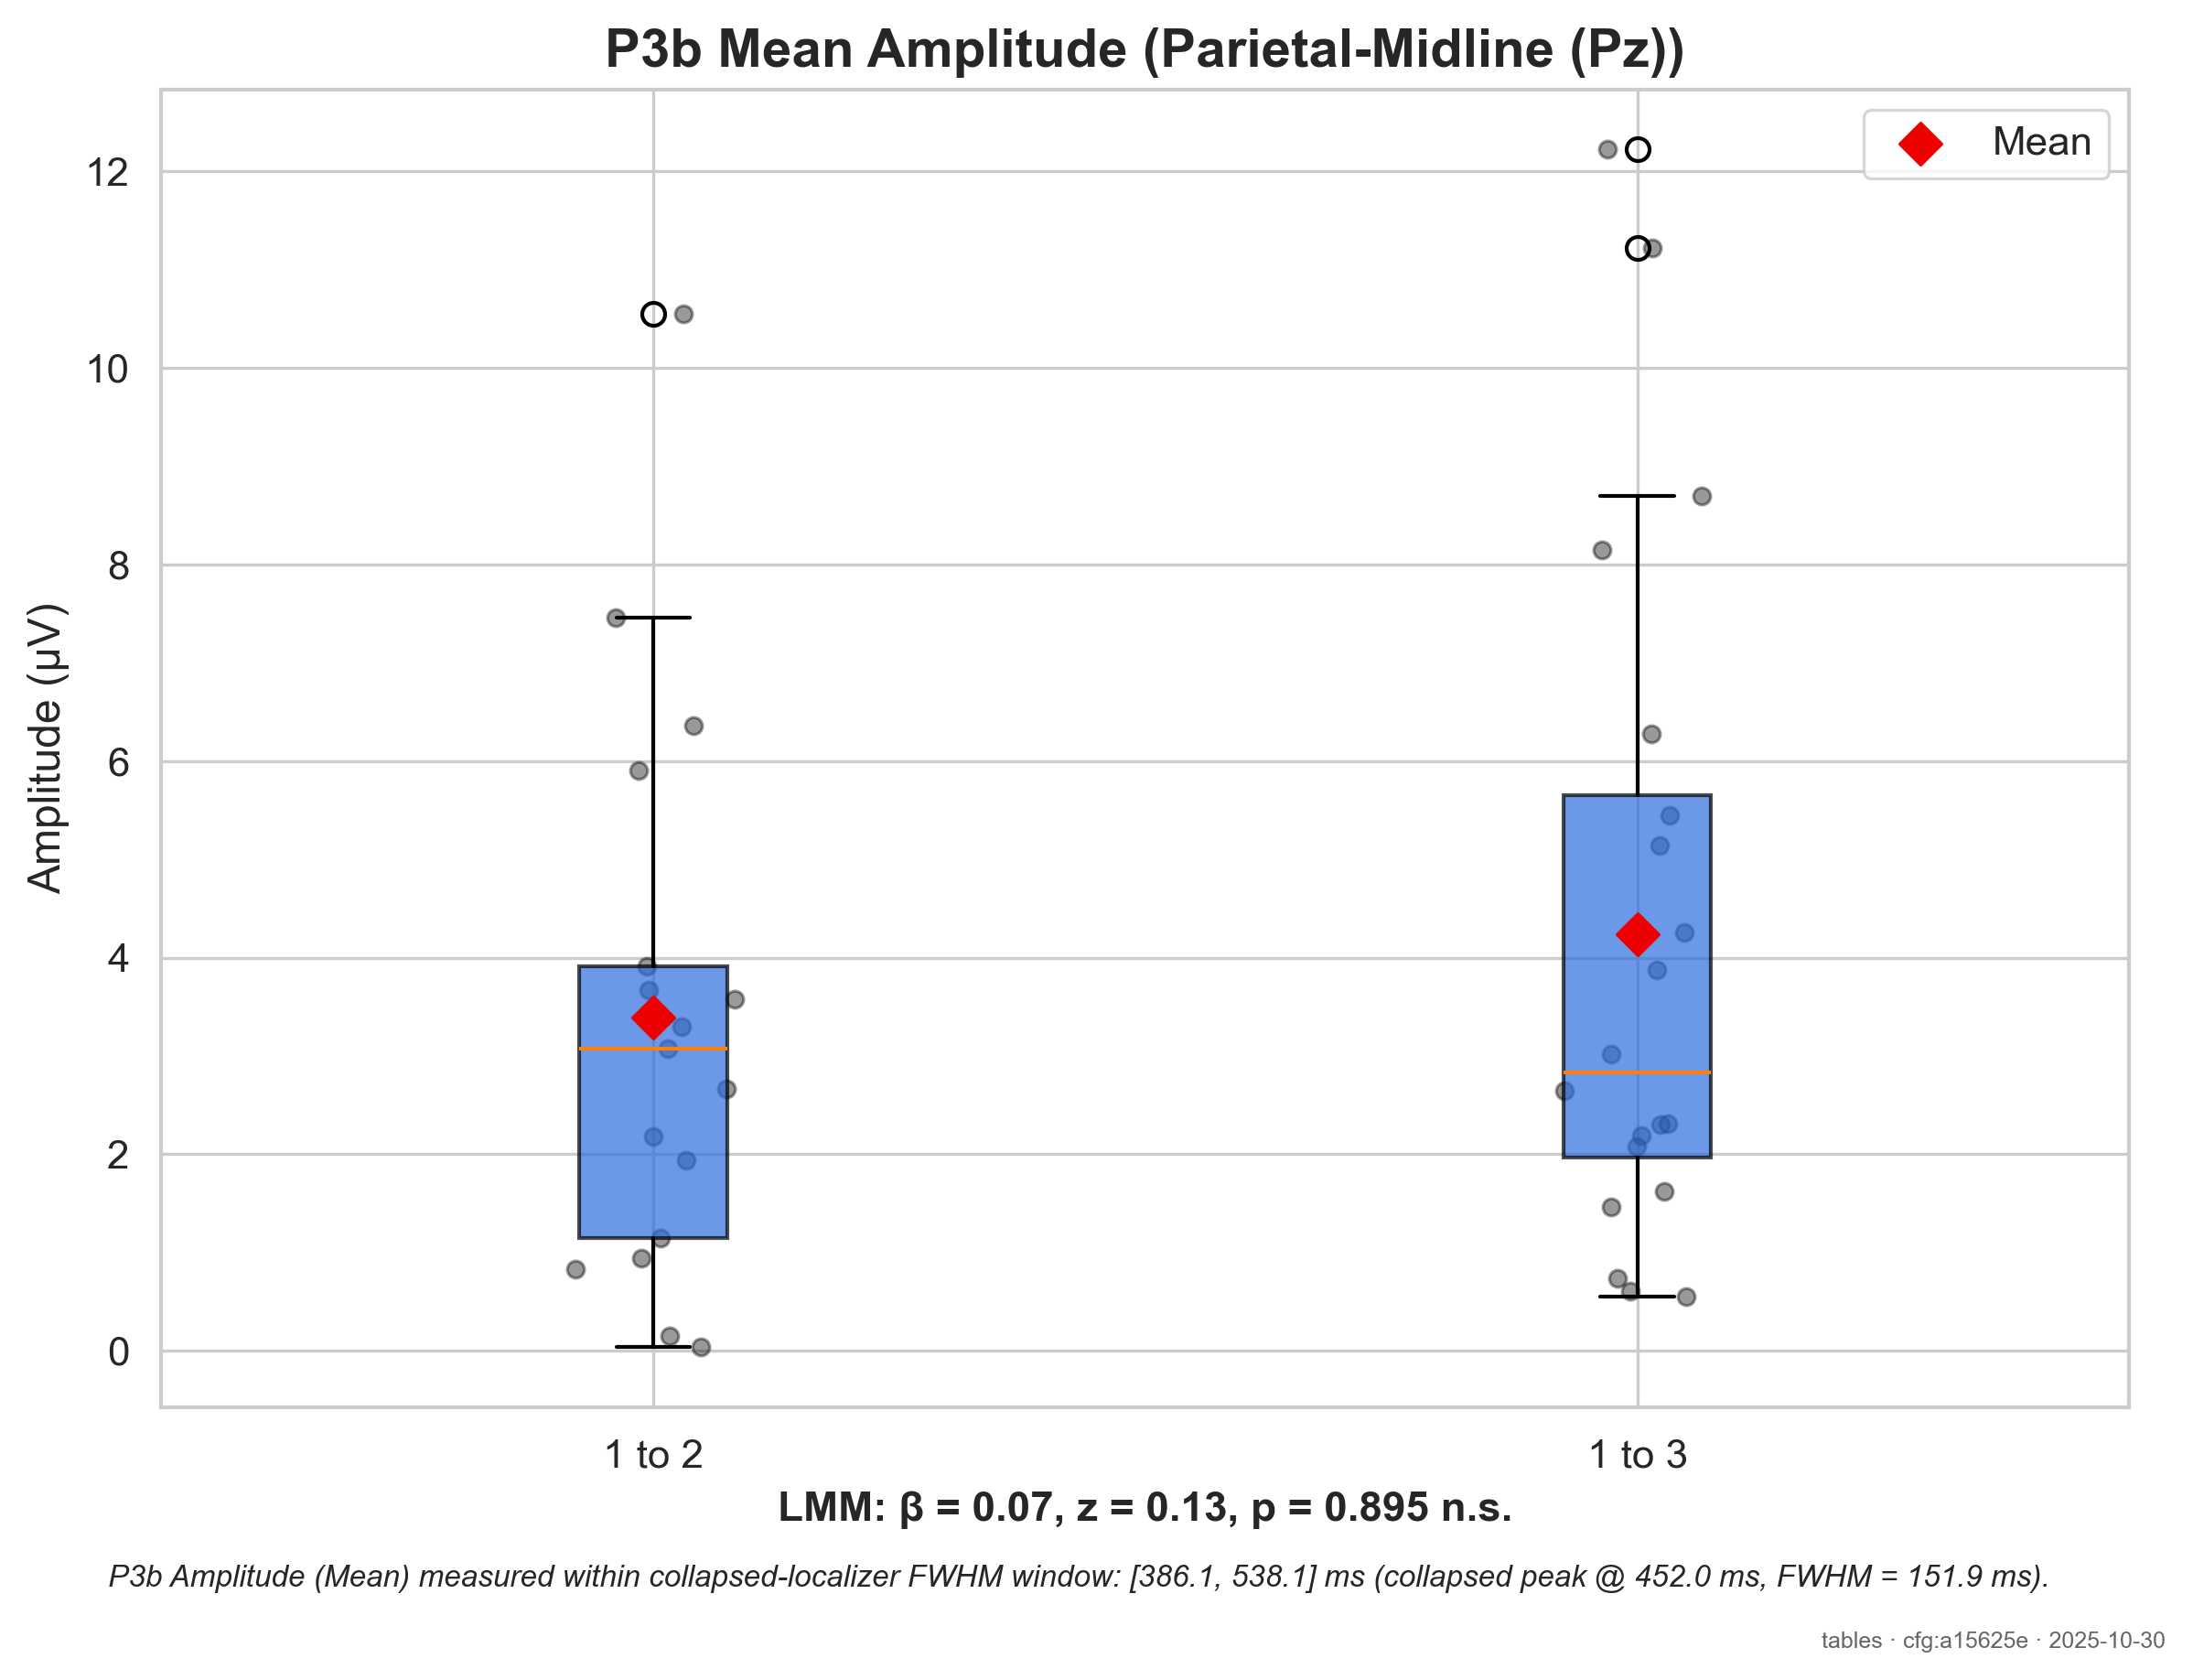 P3b Mean Amplitude (Parietal-Midline (Pz))
Mean
12
10
8
6
4
2
0
Amplitude (µV)
1 to 2
1 to 3
LMM: β = 0.07, z = 0.13, p = 0.895 n.s.
P3b Amplitude (Mean) measured within collapsed-localizer FWHM window: [386.1, 538.1] ms (collapsed peak @ 452.0 ms, FWHM = 151.9 ms).
tables · cfg:a15625e · 2025-10-30